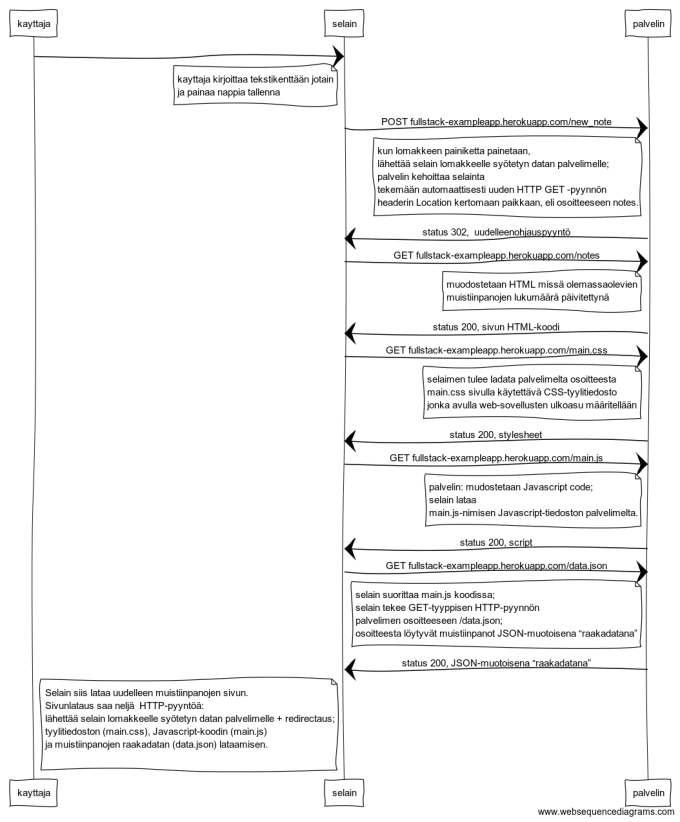 kayttaja selain palvelin
kayttaja kirjoittaa tekstikenttään jotain
ja painaa nappia tallenna
POST fullstack-exampleapp.herokuapp.com/new_note
kun lomakkeen painiketta painetaan,
lähettää selain lomakkeelle syötetyn datan palvelimelle;
palvelin kehoittaa selainta
tekemään automaattisesti uuden HTTP GET -pyynnön
headerin Location kertomaan paikkaan, eli osoitteeseen notes.
status 302, uudelleenohjauspyyntö
GET fullstack-exampleapp.herokuapp.com/notes
muodostetaan HTML missä olemassaolevien
muistiinpanojen lukumäärä päivitettynä
status 200, sivun HTML-koodi
GET fullstack-exampleapp.herokuapp.com/main.css
selaimen tulee ladata palvelimelta osoitteesta
main.css sivulla käytettävä CSS-tyylitiedosto
jonka avulla web-sovellusten ulkoasu määritellään
status 200, stylesheet
GET fullstack-exampleapp.herokuapp.com/main.js
palvelin: mudostetaan Javascript code;
selain lataa
main.js-nimisen Javascript-tiedoston palvelimelta.
status 200, script
GET fullstack-exampleapp.herokuapp.com/data.json
selain suorittaa main.js koodissa;
selain tekee GET-tyyppisen HTTP-pyynnön
palvelimen osoitteeseen /data.json;
osoitteesta löytyvät muistiinpanot JSON-muotoisena “raakadatana”
status 200, JSON-muotoisena “raakadatana”
Selain siis lataa uudelleen muistiinpanojen sivun.
Sivunlataus saa neljä HTTP-pyyntöä:
lähettää selain lomakkeelle syötetyn datan palvelimelle + redirectaus;
tyylitiedoston (main.css), Javascript-koodin (main.js)
ja muistiinpanojen raakadatan (data.json) lataamisen.
kayttaja selain palvelin
www.websequencediagrams.com